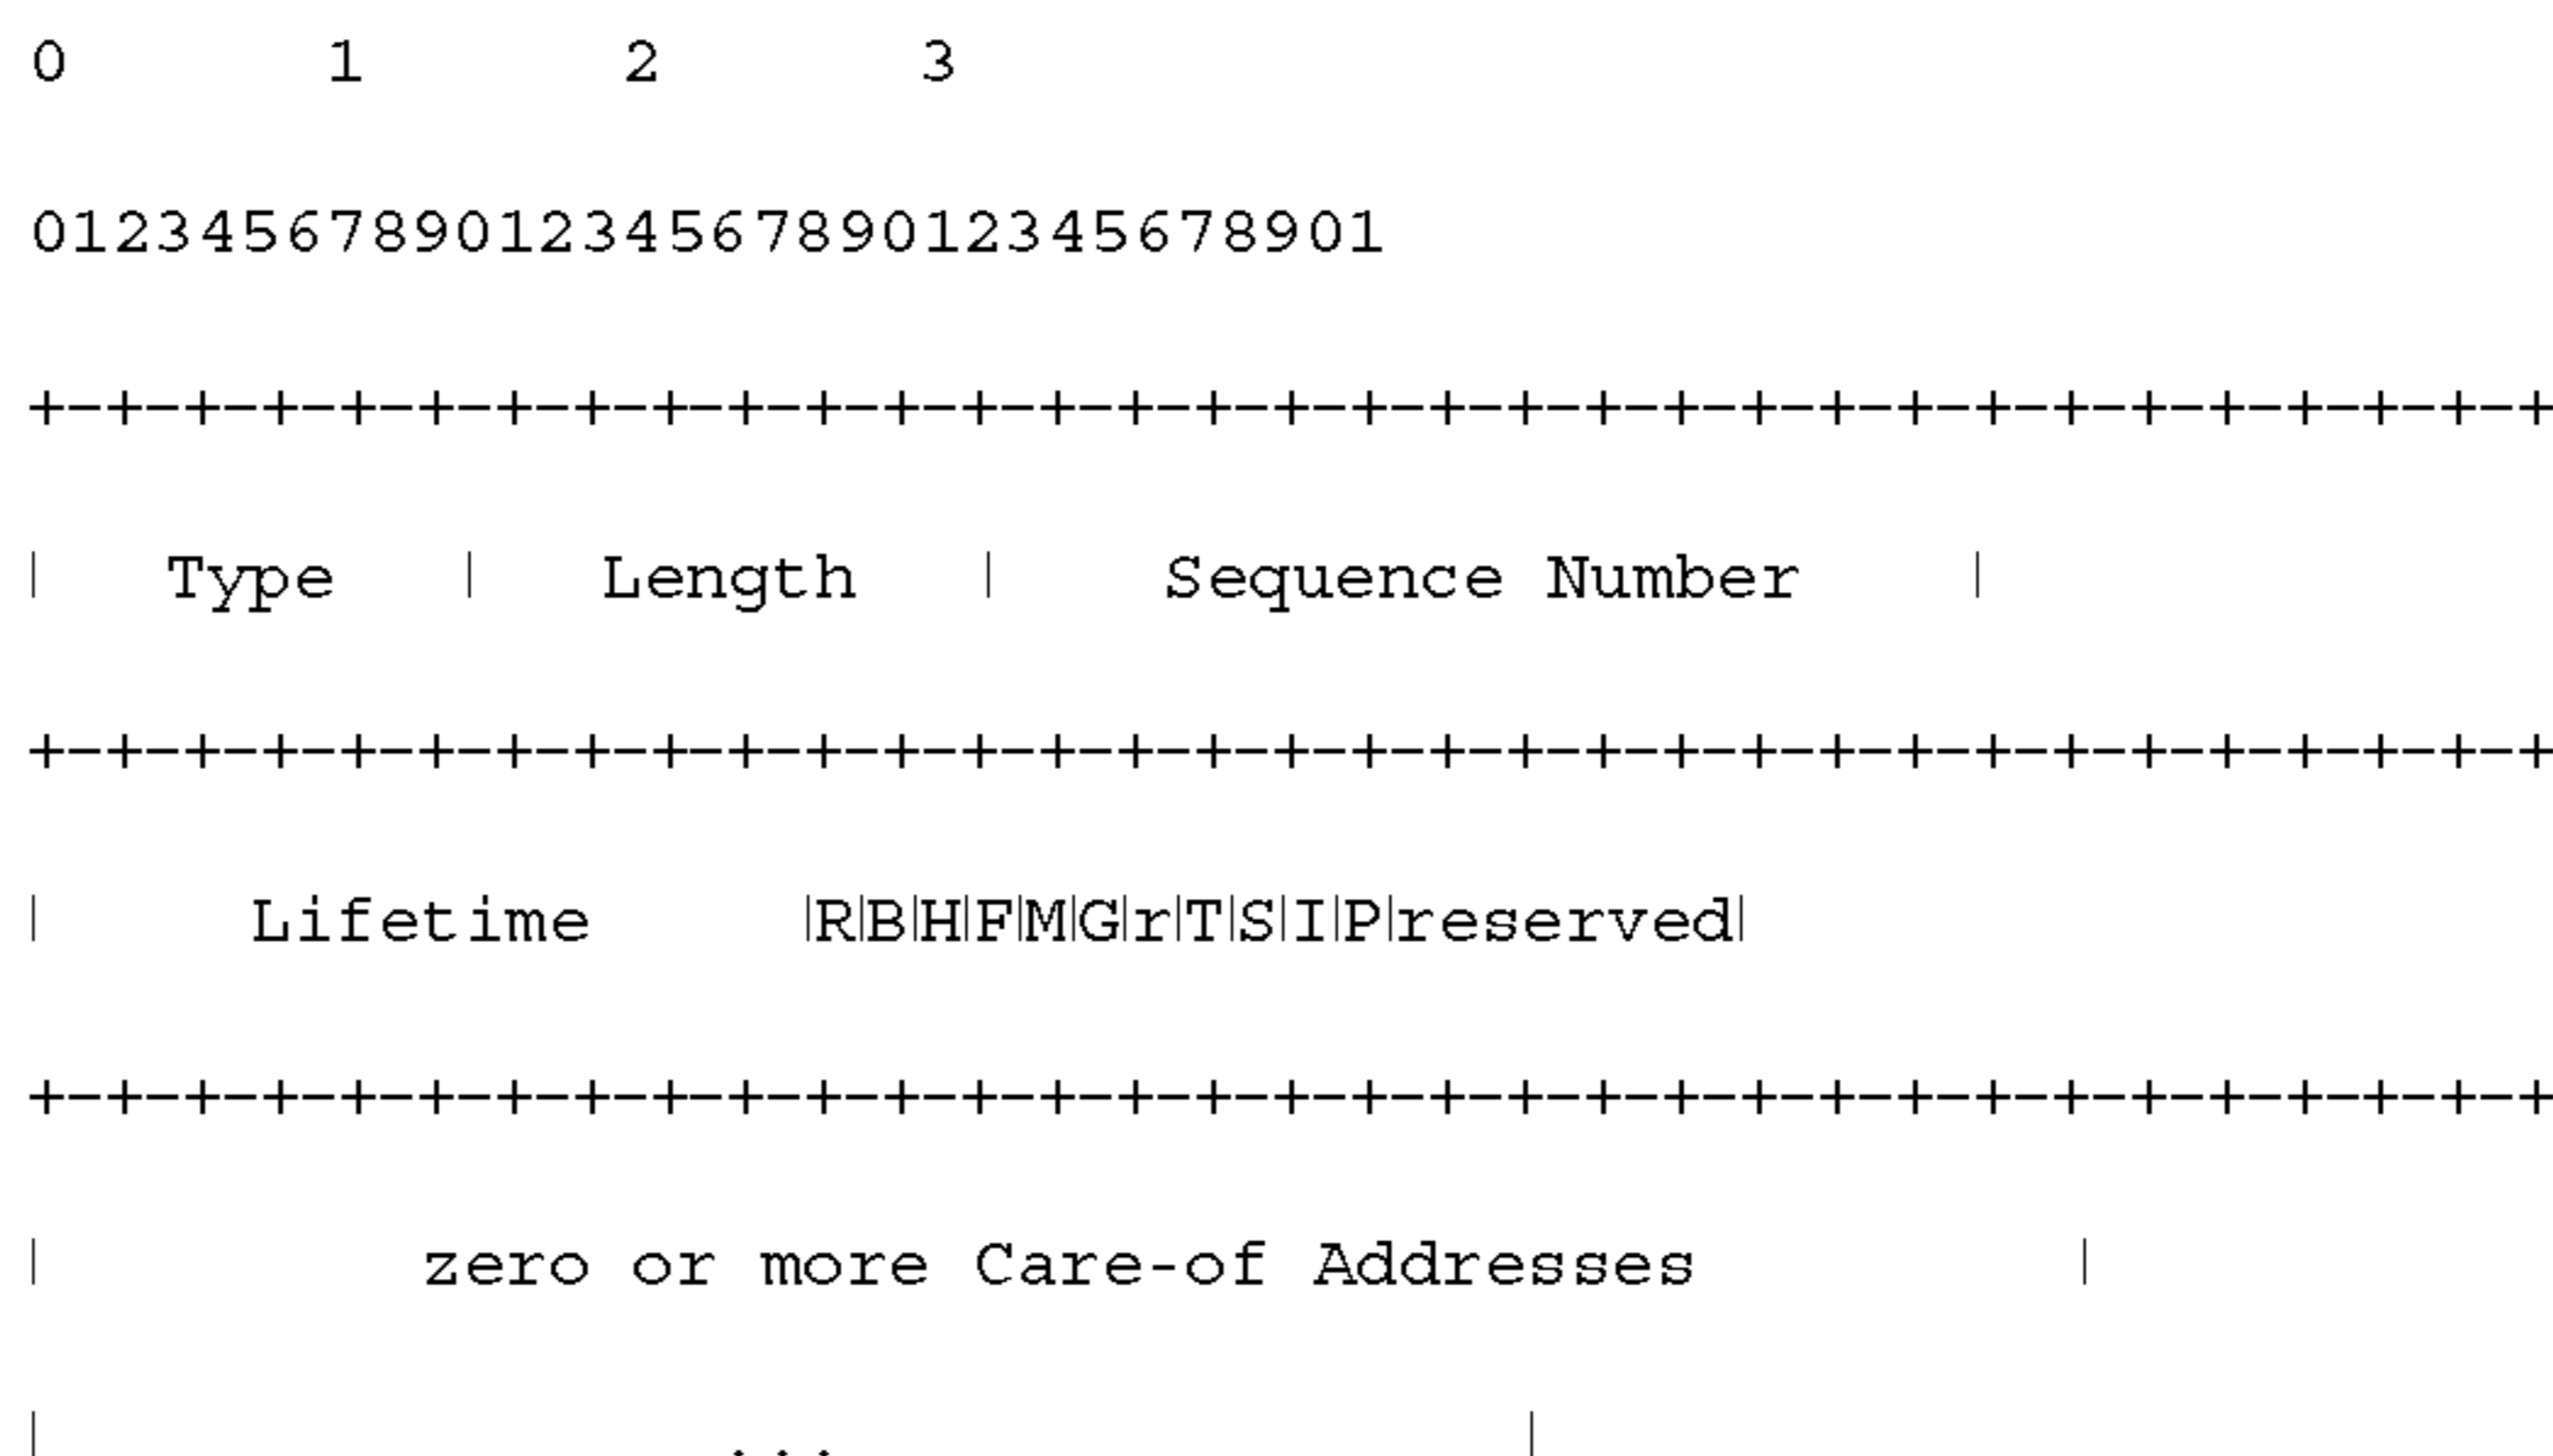 0      1      2      3
01234567890123456789012345678901
+-+-+-+-+-+-+-+-+-+-+-+-+-+-+-+-+-+-+-+-+-+-+-+-+-+-+-+-+-+-+-+-+
|   Type   |   Length   |    Sequence Number    |
+-+-+-+-+-+-+-+-+-+-+-+-+-+-+-+-+-+-+-+-+-+-+-+-+-+-+-+-+-+-+-+-+
|     Lifetime     |R|B|H|F|M|G|r|T|S|I|P|reserved|
+-+-+-+-+-+-+-+-+-+-+-+-+-+-+-+-+-+-+-+-+-+-+-+-+-+-+-+-+-+-+-+-+
|         zero or more Care-of Addresses         |
|                ...                |